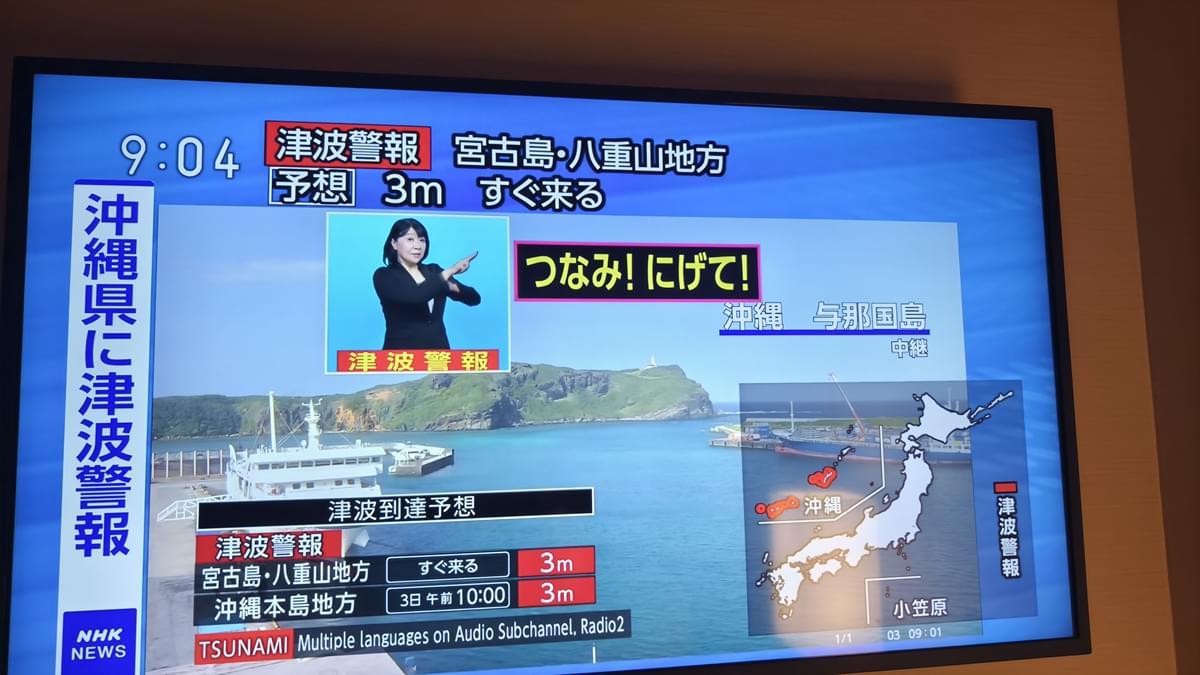 9:04
津波警報 宮古島・八重山地方
予想 3m すぐ来る
沖縄県に津波警報
つなみ!にげて!
津波警報
沖縄 与那国島
中継
津波到達予想
津波警報
宮古島・八重山地方 すぐ来る 3m
沖縄本島地方 3日午前10:00 3m
TSUNAMI Multiple languages on Audio Subchannel, Radio2
沖縄
津波警報
小笠原
1/1 03 09:01
NHK
NEWS